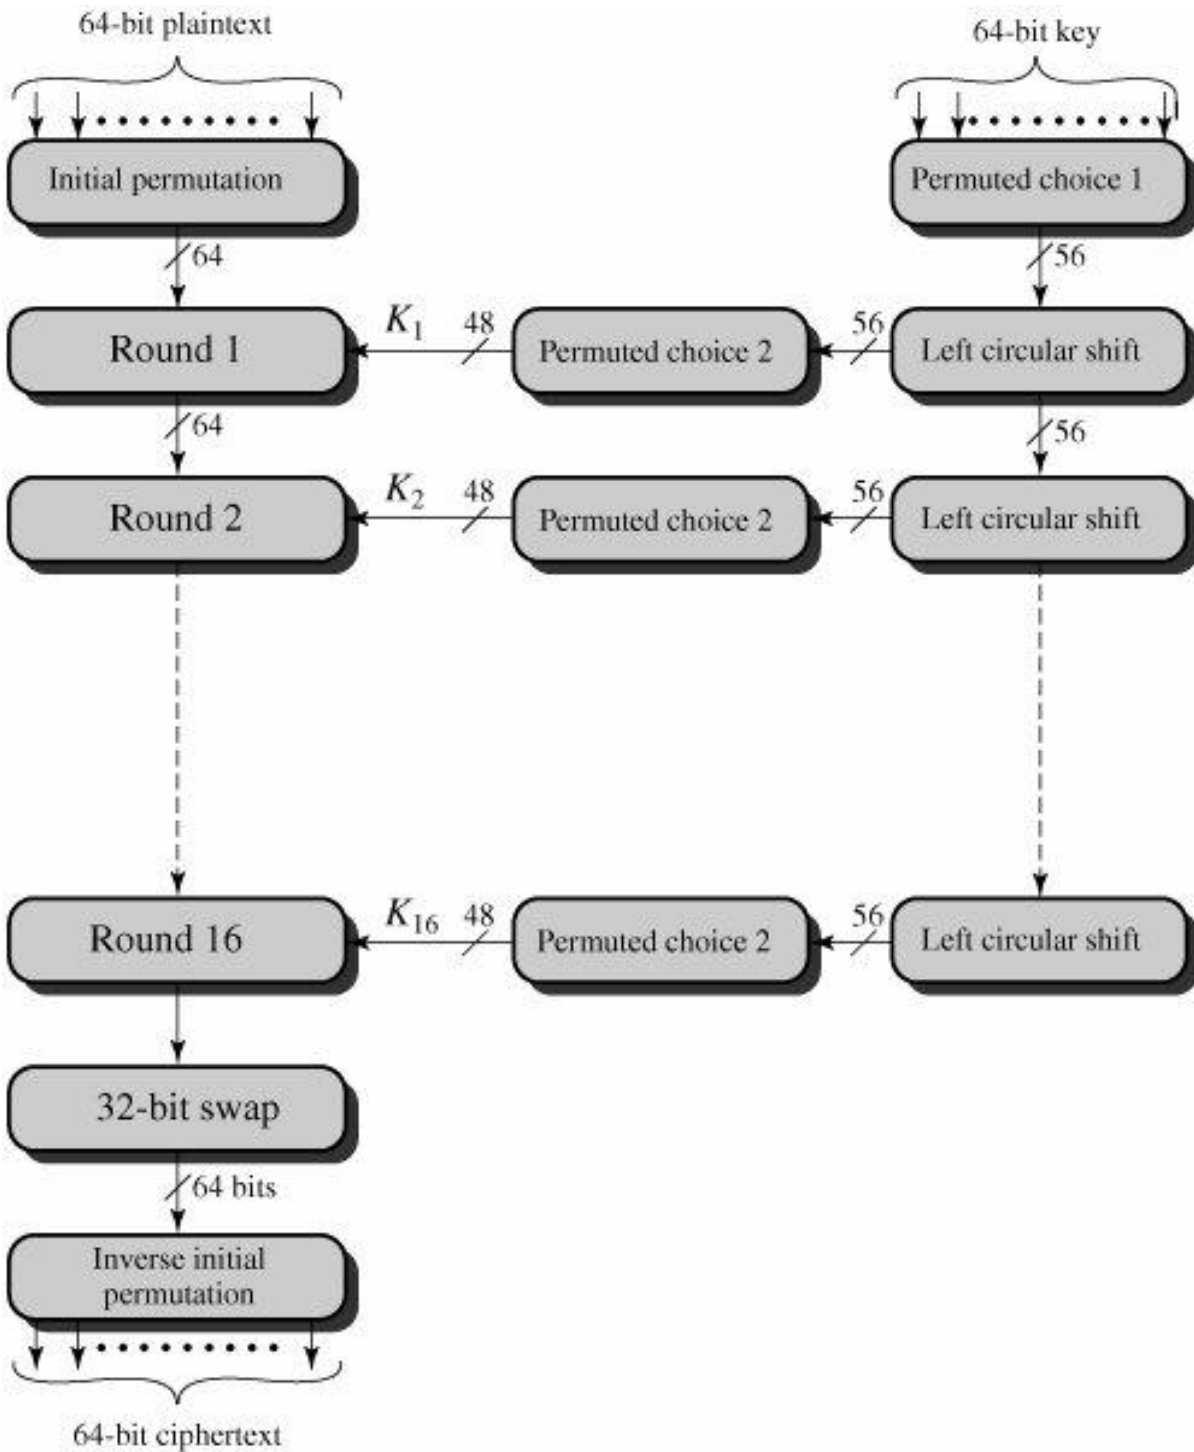 64-bit plaintext
64-bit key
Initial permutation
Permuted choice 1
64
56
Round 1
K1
48
Permuted choice 2
56
Left circular shift
64
56
Round 2
K2
48
Permuted choice 2
56
Left circular shift
Round 16
K16
48
Permuted choice 2
56
Left circular shift
32-bit swap
64 bits
Inverse initial
permutation
64-bit ciphertext